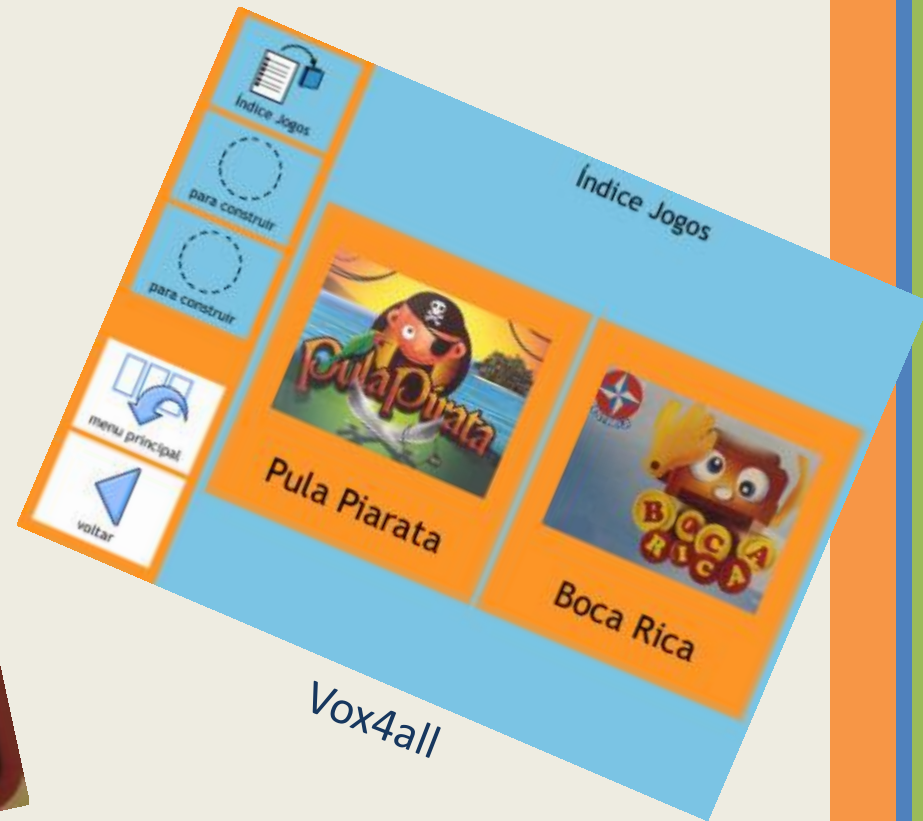 Índice Jogos
para construir
para construir
menu principal
voltar
Índice Jogos
Pula Pirata
Pula Piarata
BOCA
RICA
Boca Rica
Vox4all